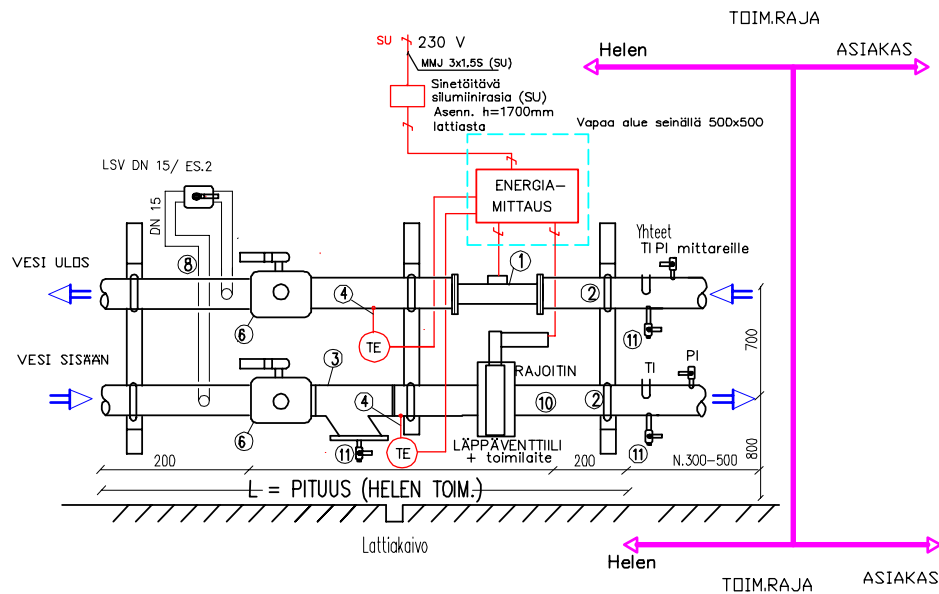 TOIM.RAJA
Helen
ASIAKAS
SU
230 V
MMJ 3x1,5S (SU)
Sinetöitävä
silumiinirasia (SU)
Asenn. h=1700mm
lattiasta
Vapaa alue seinällä 500x500
LSV DN 15/ ES.2
DN 15
ENERGIA-
MITTAUS
Yhteet
TI PI mittareille
VESI ULOS
8
1
4
2
6
TE
11
700
VESI SISÄÄN
3
RAJOITIN
TI
PI
4
10
2
6
11
TE
LÄPPÄVENTTIILI
+ toimilaite
11
800
200
200
N.300-500
L = PITUUS (HELEN TOIM.)
Lattiakaivo
Helen
TOIM.RAJA
ASIAKAS